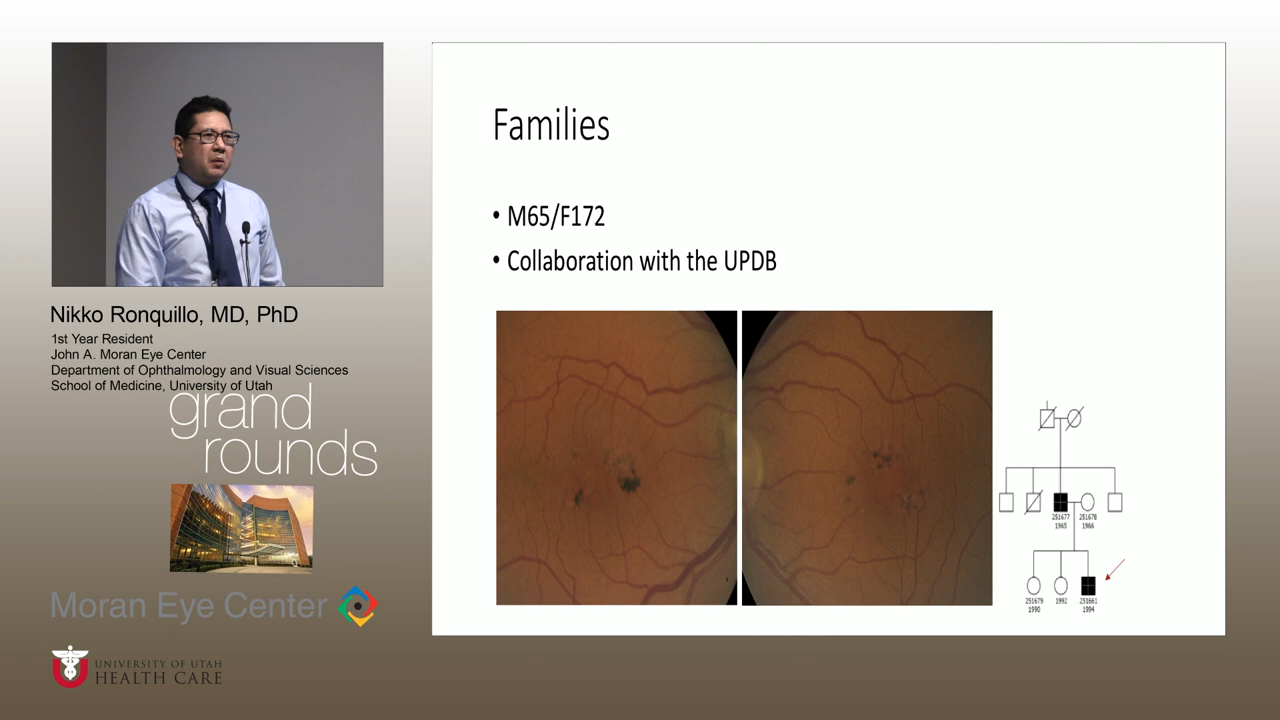 Families
• M65/F172
• Collaboration with the UPDB
251677
1965
251678
1966
251679
1990
1992
251661
1994
Nikko Ronquillo, MD, PhD
1st Year Resident
John A. Moran Eye Center
Department of Ophthalmology and Visual Sciences
School of Medicine, University of Utah
grand
rounds
Moran Eye Center
UNIVERSITY OF UTAH
HEALTH CARE